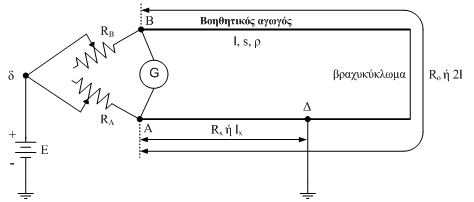 B
Βοηθητικός αγωγός
l, s, ρ
R_B
G
δ
βραχυκύκλωμα
R_o ή 2l
R_A
A
Δ
R_x ή l_x
+
E
-